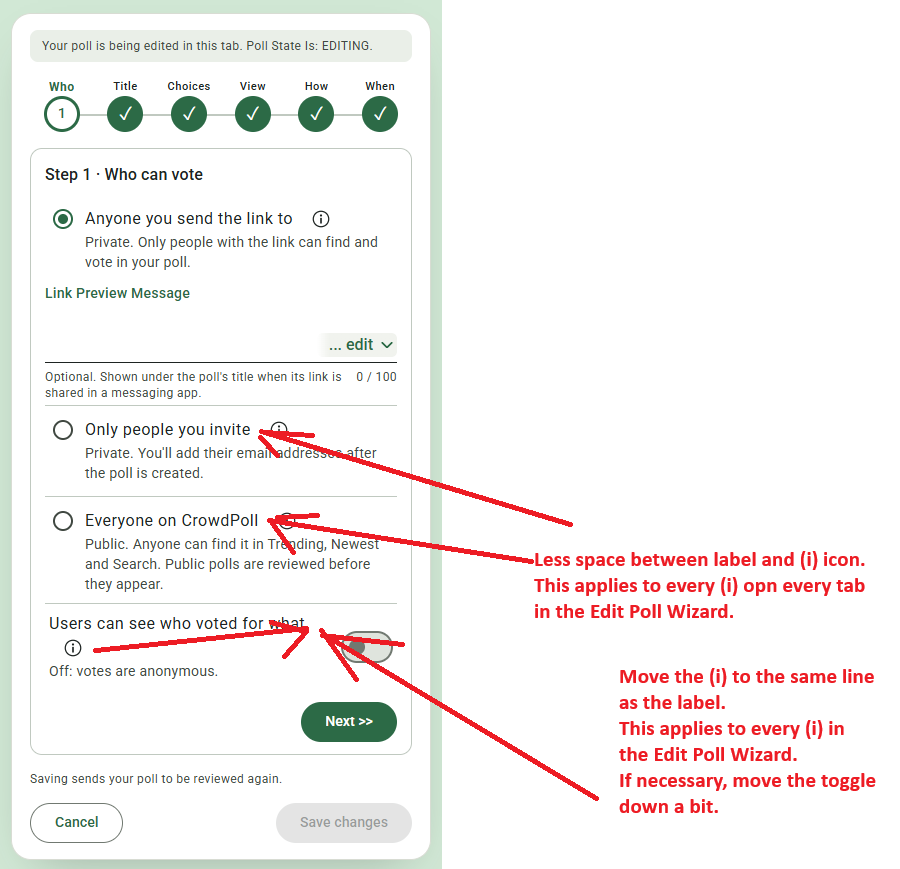 Your poll is being edited in this tab. Poll State Is: EDITING.
Who Title Choices View How When
1
Step 1 · Who can vote
Anyone you send the link to
Private. Only people with the link can find and
vote in your poll.
Link Preview Message
... edit
Optional. Shown under the poll's title when its link is 0 / 100
shared in a messaging app.
Only people you invite
Private. You'll add their email addresses after
the poll is created.
Everyone on CrowdPoll
Public. Anyone can find it in Trending, Newest
and Search. Public polls are reviewed before
they appear.
Less space between label and (i) icon.
This applies to every (i) opn every tab
in the Edit Poll Wizard.
Users can see who voted for what
Off: votes are anonymous.
Move the (i) to the same line
as the label.
This applies to every (i) in
the Edit Poll Wizard.
If necessary, move the toggle
down a bit.
Next >>
Saving sends your poll to be reviewed again.
Cancel
Save changes